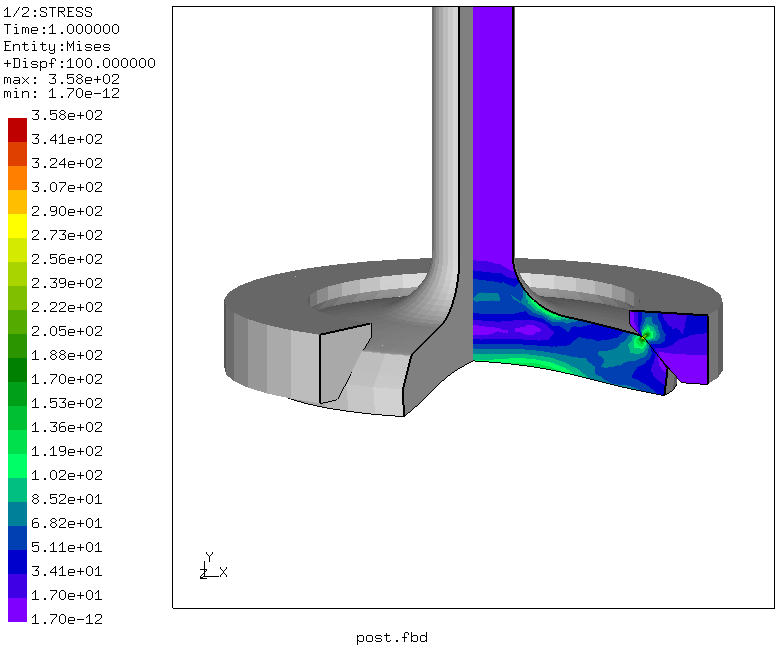 1/2:STRESS
Time:1.000000
Entity:Mises
+Dispf:100.000000
max: 3.58e+02
min: 1.70e-12
3.58e+02
3.41e+02
3.24e+02
3.07e+02
2.90e+02
2.73e+02
2.56e+02
2.39e+02
2.22e+02
2.05e+02
1.88e+02
1.70e+02
1.53e+02
1.36e+02
1.19e+02
1.02e+02
8.52e+01
6.82e+01
5.11e+01
3.41e+01
1.70e+01
1.70e-12
Y
Z X
post.fbd